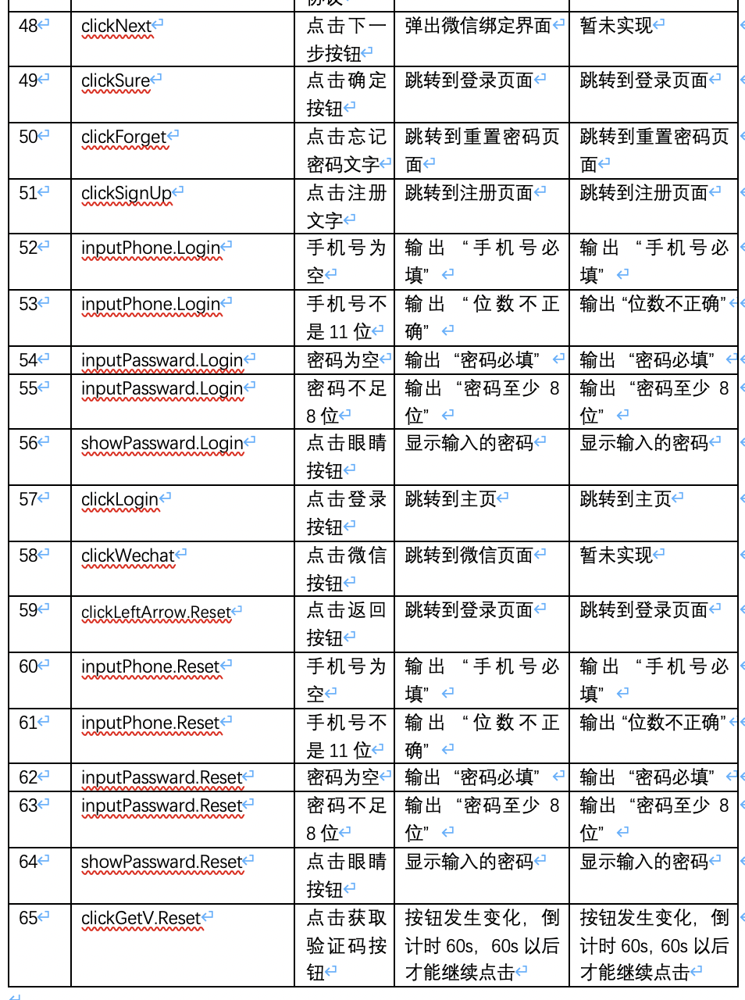 协议
48 clickNext 点击下一 弹出微信绑定界面 暂未实现
步按钮
49 clickSure 点击确定 跳转到登录页面 跳转到登录页面
按钮
50 clickForget 点击忘记 跳转到重置密码页 跳转到重置密码页
密码文字 面 面
51 clickSignUp 点击注册 跳转到注册页面 跳转到注册页面
文字
52 inputPhone.Login 手机号为 输出 “手机号必 输出 “手机号必
空 填” 填”
53 inputPhone.Login 手机号不 输出 “位数不正 输出 “位数不正确”
是 11 位 确”
54 inputPassward.Login 密码为空 输出 “密码必填” 输出 “密码必填”
55 inputPassward.Login 密码不足 输出 “密码至少 8 输出 “密码至少 8
8 位 位” 位”
56 showPassward.Login 点击眼睛 显示输入的密码 显示输入的密码
按钮
57 clickLogin 点击登录 跳转到主页 跳转到主页
按钮
58 clickWechat 点击微信 跳转到微信页面 暂未实现
按钮
59 clickLeftArrow.Reset 点击返回 跳转到登录页面 跳转到登录页面
按钮
60 inputPhone.Reset 手机号为 输出 “手机号必 输出 “手机号必
空 填” 填”
61 inputPhone.Reset 手机号不 输出 “位数不正 输出 “位数不正确”
是 11 位 确”
62 inputPassward.Reset 密码为空 输出 “密码必填” 输出 “密码必填”
63 inputPassward.Reset 密码不足 输出 “密码至少 8 输出 “密码至少 8
8 位 位” 位”
64 showPassward.Reset 点击眼睛 显示输入的密码 显示输入的密码
按钮
65 clickGetV.Reset 点击获取 按钮发生变化，倒 按钮发生变化，倒
验证码按 计时 60s，60s 以后 计时 60s, 60s 以后
钮 才能继续点击 才能继续点击